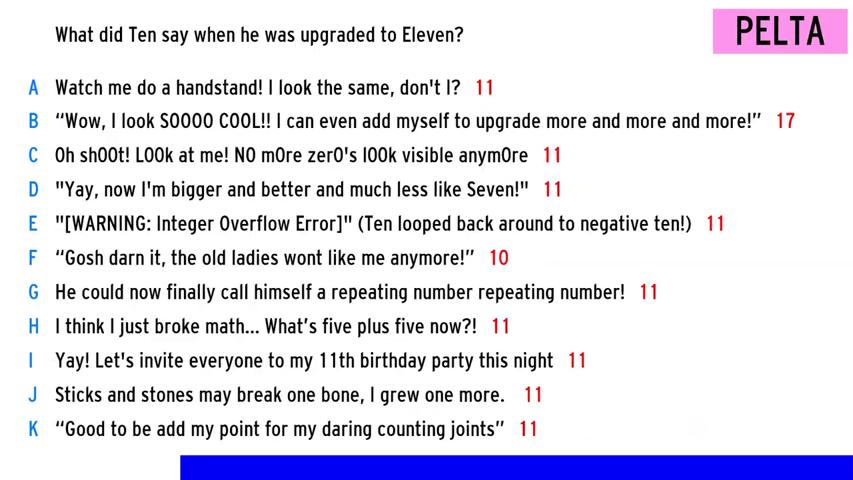 What did Ten say when he was upgraded to Eleven?
PELTA
A Watch me do a handstand! I look the same, don't I? 11
B “Wow, I look SOOOO COOL!! I can even add myself to upgrade more and more and more!” 17
C Oh sh00t! L00k at me! N0 m0re zer0's l00k visible anym0re 11
D "Yay, now I'm bigger and better and much less like Seven!" 11
E "[WARNING: Integer Overflow Error]" (Ten looped back around to negative ten!) 11
F “Gosh darn it, the old ladies wont like me anymore!” 10
G He could now finally call himself a repeating number repeating number! 11
H I think I just broke math... What’s five plus five now?! 11
I Yay! Let's invite everyone to my 11th birthday party this night 11
J Sticks and stones may break one bone, I grew one more. 11
K “Good to be add my point for my daring counting joints” 11